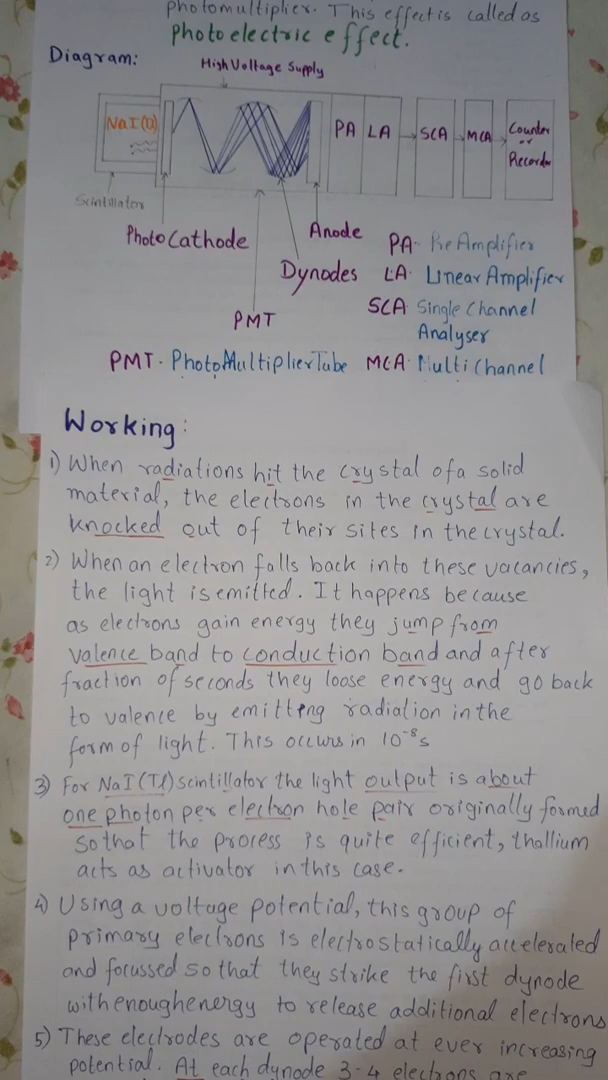 photomultiplier. This effect is called as
Photoelectric effect.
Diagram:
High Voltage Supply
NaI(Tl)
PA LA SCA MCA Counter
or
Recorder
Scintillator
Photo Cathode
Anode
Dynodes
PMT
PA- Pre Amplifier
LA- Linear Amplifier
SCA- Single Channel
Analyser
PMT- PhotoMultiplierTube MCA- Multi Channel
Working:
1) When radiations hit the crystal of a solid
material, the electrons in the crystal are
knocked out of their sites in the crystal.
2) When an electron falls back into these vacancies,
the light is emitted. It happens because
as electrons gain energy they jump from
valence band to conduction band and after
fraction of seconds they loose energy and go back
to valence by emitting radiation in the
form of light. This occurs in 10⁻⁸s
3) For NaI(Tl) scintillator the light output is about
one photon per electron hole pair originally formed
so that the process is quite efficient, thallium
acts as activator in this case.
4) Using a voltage potential, this group of
primary electrons is electrostatically accelerated
and focussed so that they strike the first dynode
with enough energy to release additional electrons
5) These electrodes are operated at ever increasing
potential. At each dynode 3-4 electrons are